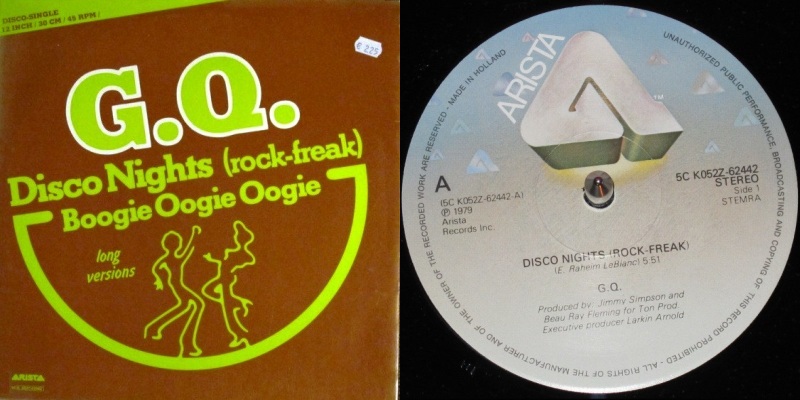 DISCO-SINGLE
12 INCH / 30 CM / 45 RPM /
€ 2.25
G.Q.
Disco Nights (rock-freak)
Boogie Oogie Oogie
long
versions
ARISTA
ARISTA
TM
A
(5C K052Z-62442-A)
℗ 1979
Arista
Records Inc.
5C K052Z-62442
STEREO
Side 1
STEMRA
DISCO NIGHTS (ROCK-FREAK)
(E. Raheim LeBlanc) 5:51
G.Q.
Produced by: Jimmy Simpson and
Beau Ray Fleming for Ton Prod.
Executive producer Larkin Arnold
UNAUTHORIZED PUBLIC PERFORMANCE, BROADCASTING AND COPYING OF THIS RECORD PROHIBITED - ALL RIGHTS OF THE MANUFACTURER AND OF THE OWNER OF THE RECORDED WORK ARE RESERVED - MADE IN HOLLAND